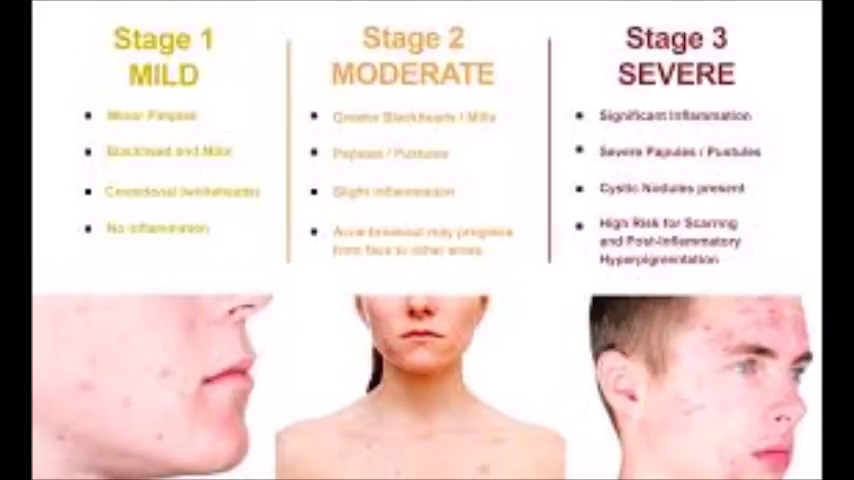 Stage 1
MILD
Minor Pimples
Blackhead and Milia
Occasional
No Inflammation
Stage 2
MODERATE
Greater Blackheads / Milia
Papules / Pustules
Slight Inflammation
Acne breakout may progress
from face to other areas
Stage 3
SEVERE
Significant Inflammation
Severe Papules / Pustules
Cystic Nodules present
High Risk for Scarring
and Post-Inflammatory
Hyperpigmentation